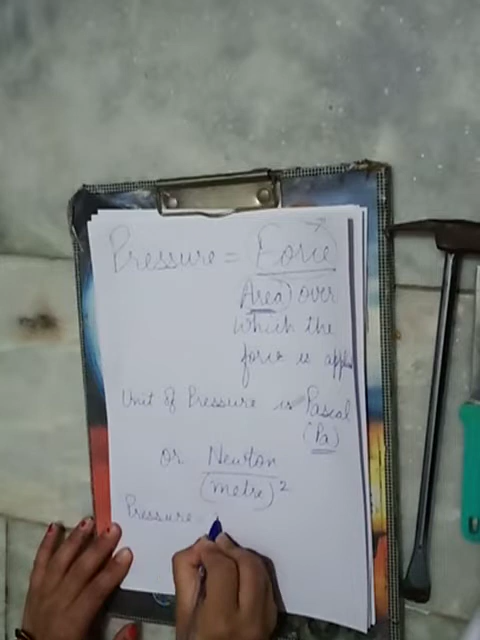 Pressure = Force
(Area) over
which the
force is
Unit of Pressure is Pascal
(Pa)
or Newton
(metre)²
Pressure